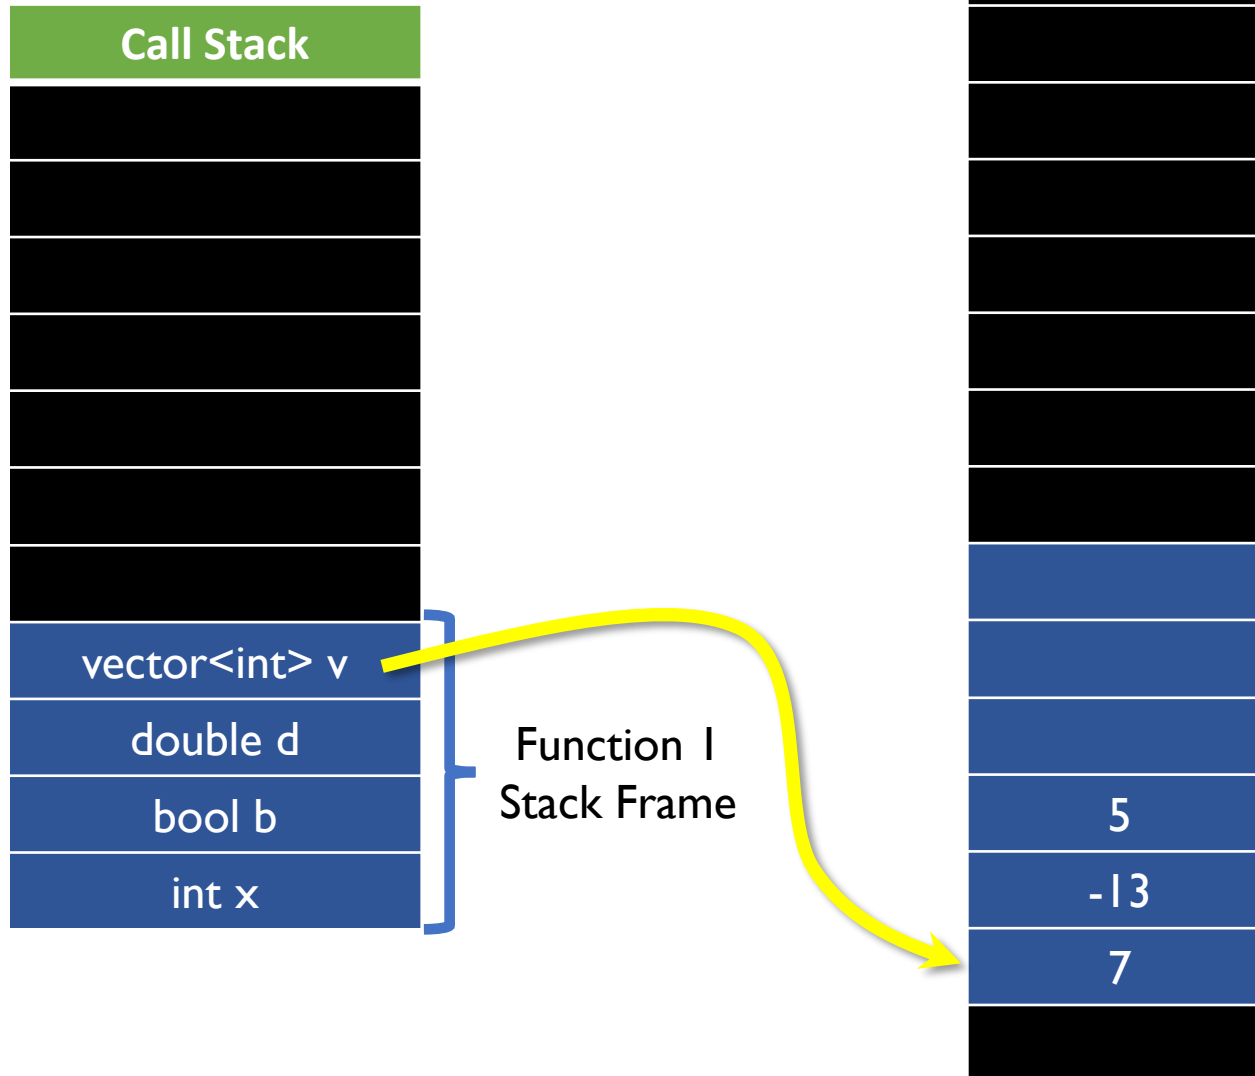 Call Stack
vector<int> v
double d
bool b
int x
Function 1
Stack Frame
5
-13
7